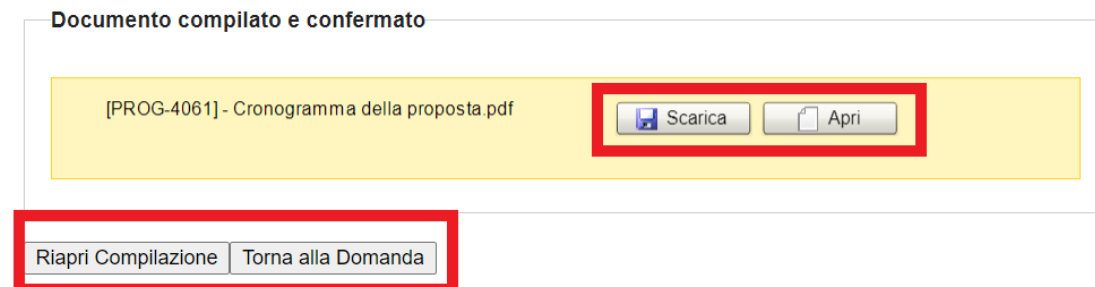 Documento compilato e confermato
[PROG-4061] - Cronogramma della proposta.pdf Scarica Apri
Riapri Compilazione Torna alla Domanda